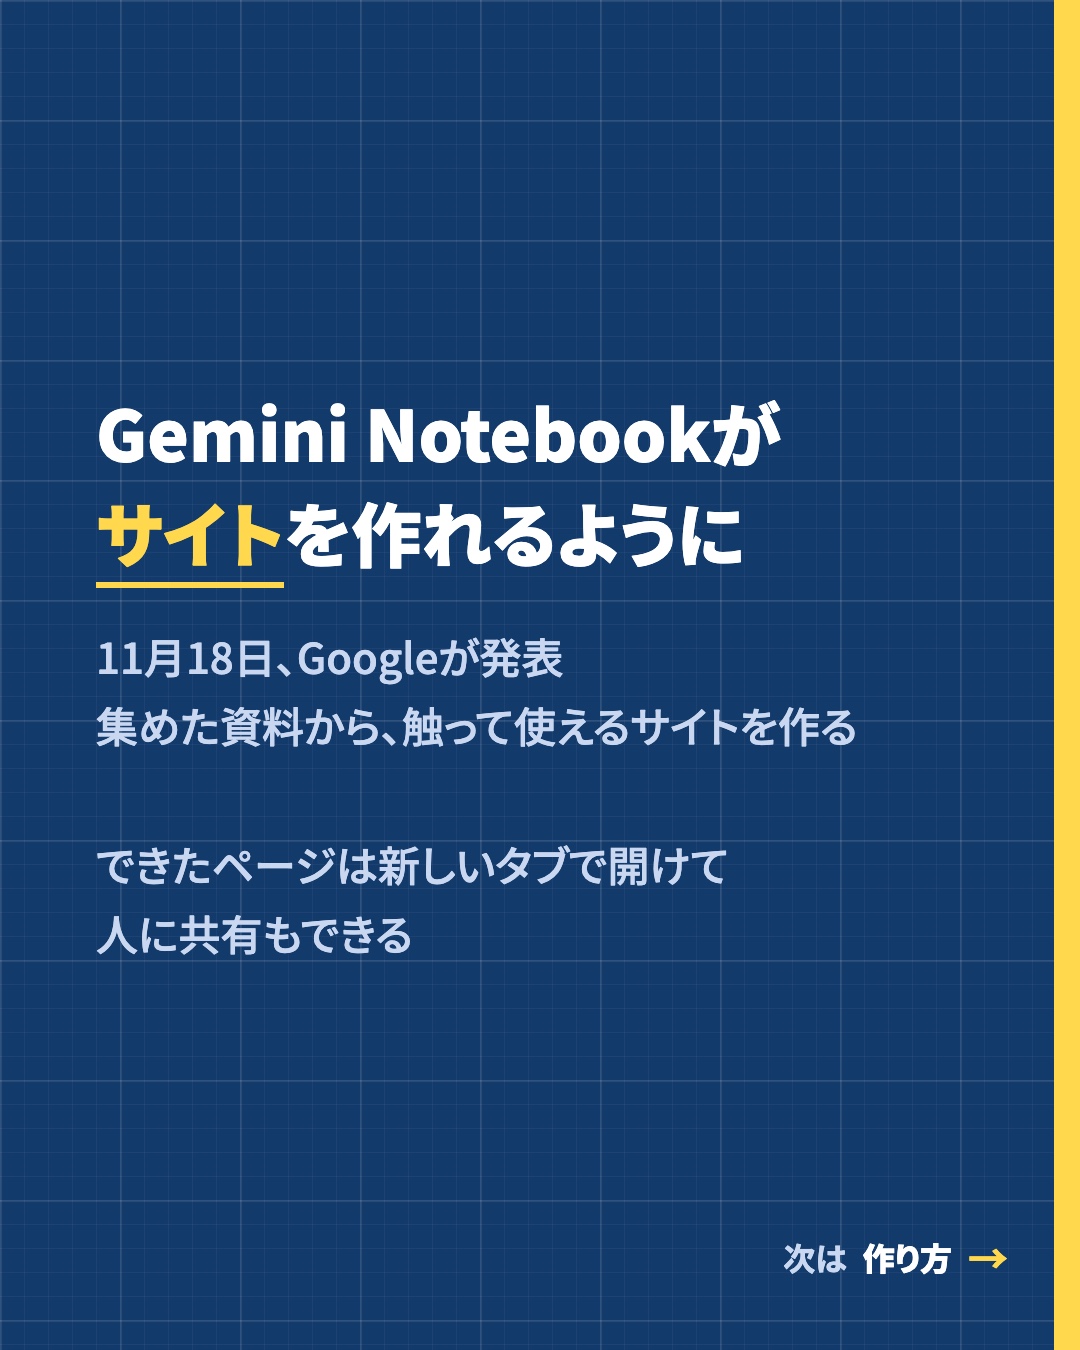 Gemini Notebookが
サイトを作れるように
11月18日、Googleが発表
集めた資料から、触って使えるサイトを作る
できたページは新しいタブで開けて
人に共有もできる
次は 作り方 →